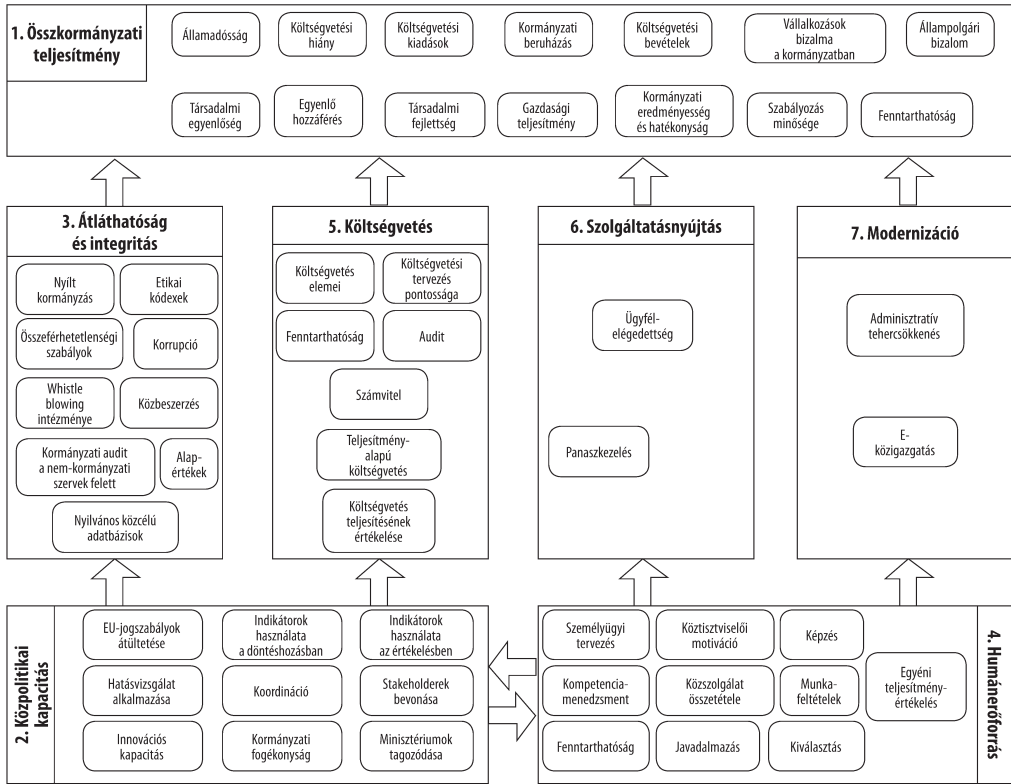 1. Összkormányzati
teljesítmény
Államadósság
Költségvetési
hiány
Költségvetési
kiadások
Kormányzati
beruházás
Költségvetési
bevételek
Vállalkozások
bizalma
a kormányzatban
Állampolgári
bizalom
Társadalmi
egyenlőség
Egyenlő
hozzáférés
Társadalmi
fejlettség
Gazdasági
teljesítmény
Kormányzati
eredményesség
és hatékonyság
Szabályozás
minősége
Fenntarthatóság
3. Átláthatóság
és integritás
Nyílt
kormányzás
Etikai
kódexek
Összeférhetetlenségi
szabályok
Korrupció
Whistle
blowing
intézménye
Közbeszerzés
Kormányzati audit
a nem-kormányzati
szervek felett
Alap-
értékek
Nyilvános közcélú
adatbázisok
5. Költségvetés
Költségvetés
elemei
Költségvetési
tervezés
pontossága
Fenntarthatóság
Audit
Számvitel
Teljesítmény-
alapú
költségvetés
Költségvetés
teljesítésének
értékelése
6. Szolgáltatásnyújtás
Ügyfél-
elégedettség
Panaszkezelés
7. Modernizáció
Adminisztratív
tehercsökkenés
E-
közigazgatás
2. Közpolitikai
kapacitás
EU-jogszabályok
átültetése
Indikátorok
használata
a döntéshozásban
Indikátorok
használata
az értékelésben
Hatásvizsgálat
alkalmazása
Koordináció
Stakeholderek
bevonása
Innovációs
kapacitás
Kormányzati
fogékonyság
Minisztériumok
tagozódása
Személyügyi
tervezés
Köztisztviselői
motiváció
Képzés
Kompetencia-
menedzsment
Közszolgálat
összetétele
Munka-
feltételek
Egyéni
teljesítmény-
értékelés
Fenntarthatóság
Javadalmazás
Kiválasztás
4. Humánerőforrás